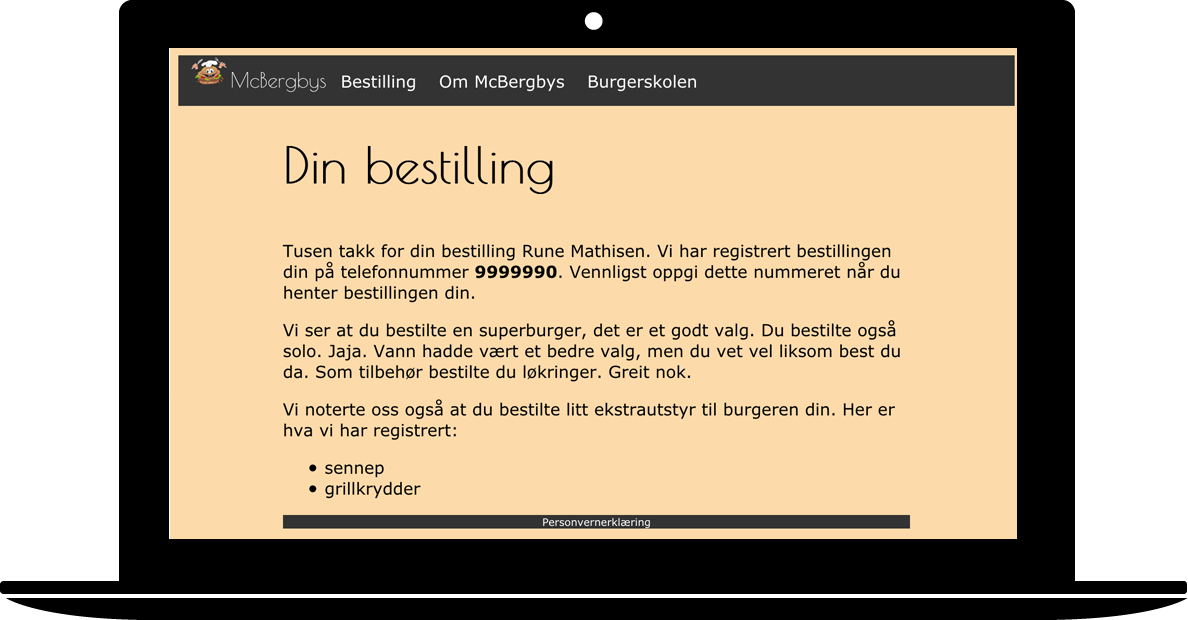 McBergbys Bestilling Om McBergbys Burgerskolen
Din bestilling
Tusen takk for din bestilling Rune Mathisen. Vi har registrert bestillingen
din på telefonnummer 9999990. Vennligst oppgi dette nummeret når du
henter bestillingen din.
Vi ser at du bestilte en superburger, det er et godt valg. Du bestilte også
solo. Jaja. Vann hadde vært et bedre valg, men du vet vel liksom best du
da. Som tilbehør bestilte du løkringer. Greit nok.
Vi noterte oss også at du bestilte litt ekstrautstyr til burgeren din. Her er
hva vi har registrert:
• sennep
• grillkrydder
Personvernerklæring